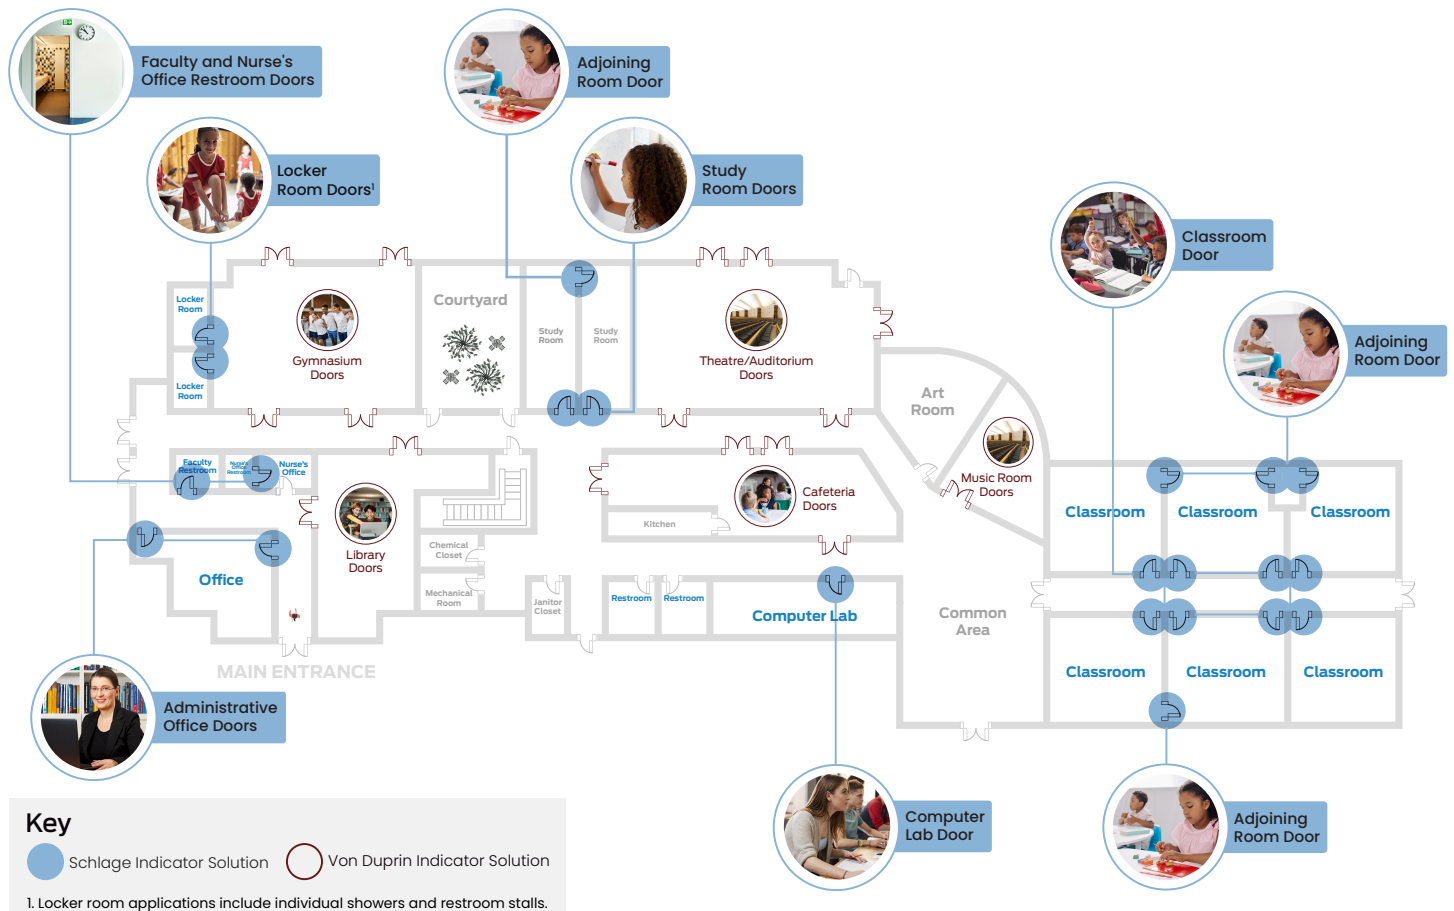 Faculty and Nurse's
Office Restroom Doors
Adjoining
Room Door
Locker
Room Doors¹
Study
Room Doors
Classroom
Door
Adjoining
Room Door
Locker
Room
Locker
Room
Gymnasium
Doors
Courtyard
Study
Room
Study
Room
Theatre/Auditorium
Doors
Art
Room
Music Room
Doors
Faculty
Restroom
Nurse's
Office
Restroom
Nurse's
Office
Library
Doors
Cafeteria
Doors
Kitchen
Chemical
Closet
Mechanical
Room
Janitor
Closet
Restroom
Restroom
Computer Lab
Common
Area
Classroom
Classroom
Classroom
Classroom
Classroom
Classroom
Office
MAIN ENTRANCE
Administrative
Office Doors
Computer
Lab Door
Adjoining
Room Door
Key
Schlage Indicator Solution
Von Duprin Indicator Solution
1. Locker room applications include individual showers and restroom stalls.